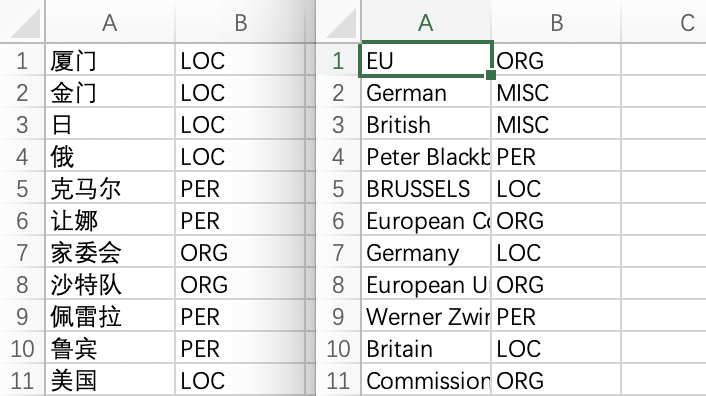 A B
1 厦门 LOC
2 金门 LOC
3 日 LOC
4 俄 LOC
5 克马尔 PER
6 让娜 PER
7 家委会 ORG
8 沙特队 ORG
9 佩雷拉 PER
10 鲁宾 PER
11 美国 LOC
A B C
1 EU ORG
2 German MISC
3 British MISC
4 Peter Blackb PER
5 BRUSSELS LOC
6 European Co ORG
7 Germany LOC
8 European U ORG
9 Werner Zwin PER
10 Britain LOC
11 Commission ORG